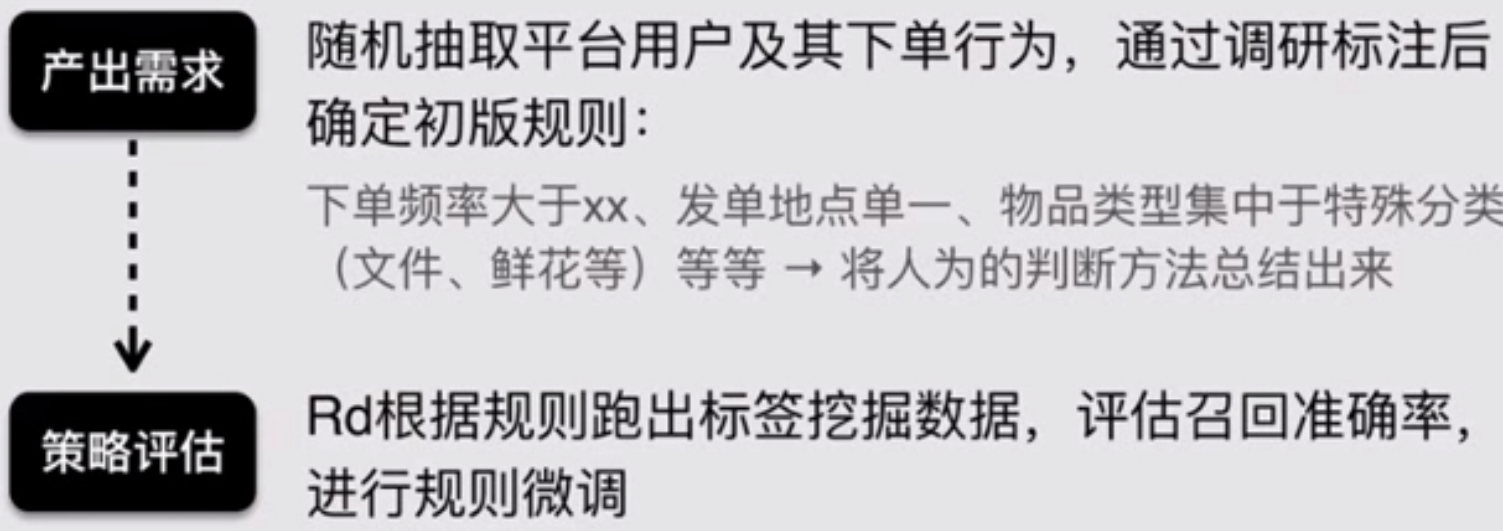 产出需求
随机抽取平台用户及其下单行为，通过调研标注后
确定初版规则：
下单频率大于xx、发单地点单一、物品类型集中于特殊分类
（文件、鲜花等）等等 → 将人为的判断方法总结出来
策略评估
Rd根据规则跑出标签挖掘数据，评估召回准确率，
进行规则微调